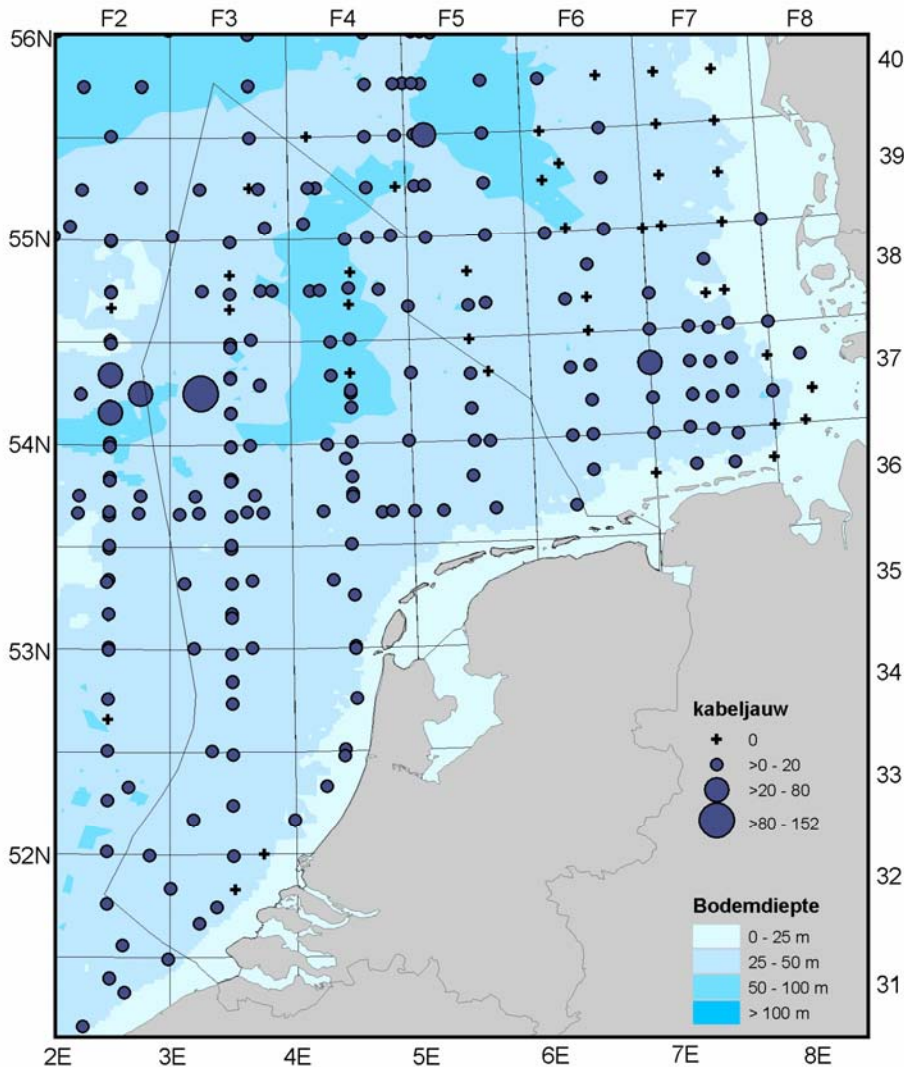 F2 F3 F4 F5 F6 F7 F8
56N
40
39
55N
38
37
54N
36
35
53N
34
kabeljauw
0
>0 - 20
33
>20 - 80
>80 - 152
52N
32
Bodemdiepte
0 - 25 m
25 - 50 m
50 - 100 m
31
> 100 m
2E 3E 4E 5E 6E 7E 8E